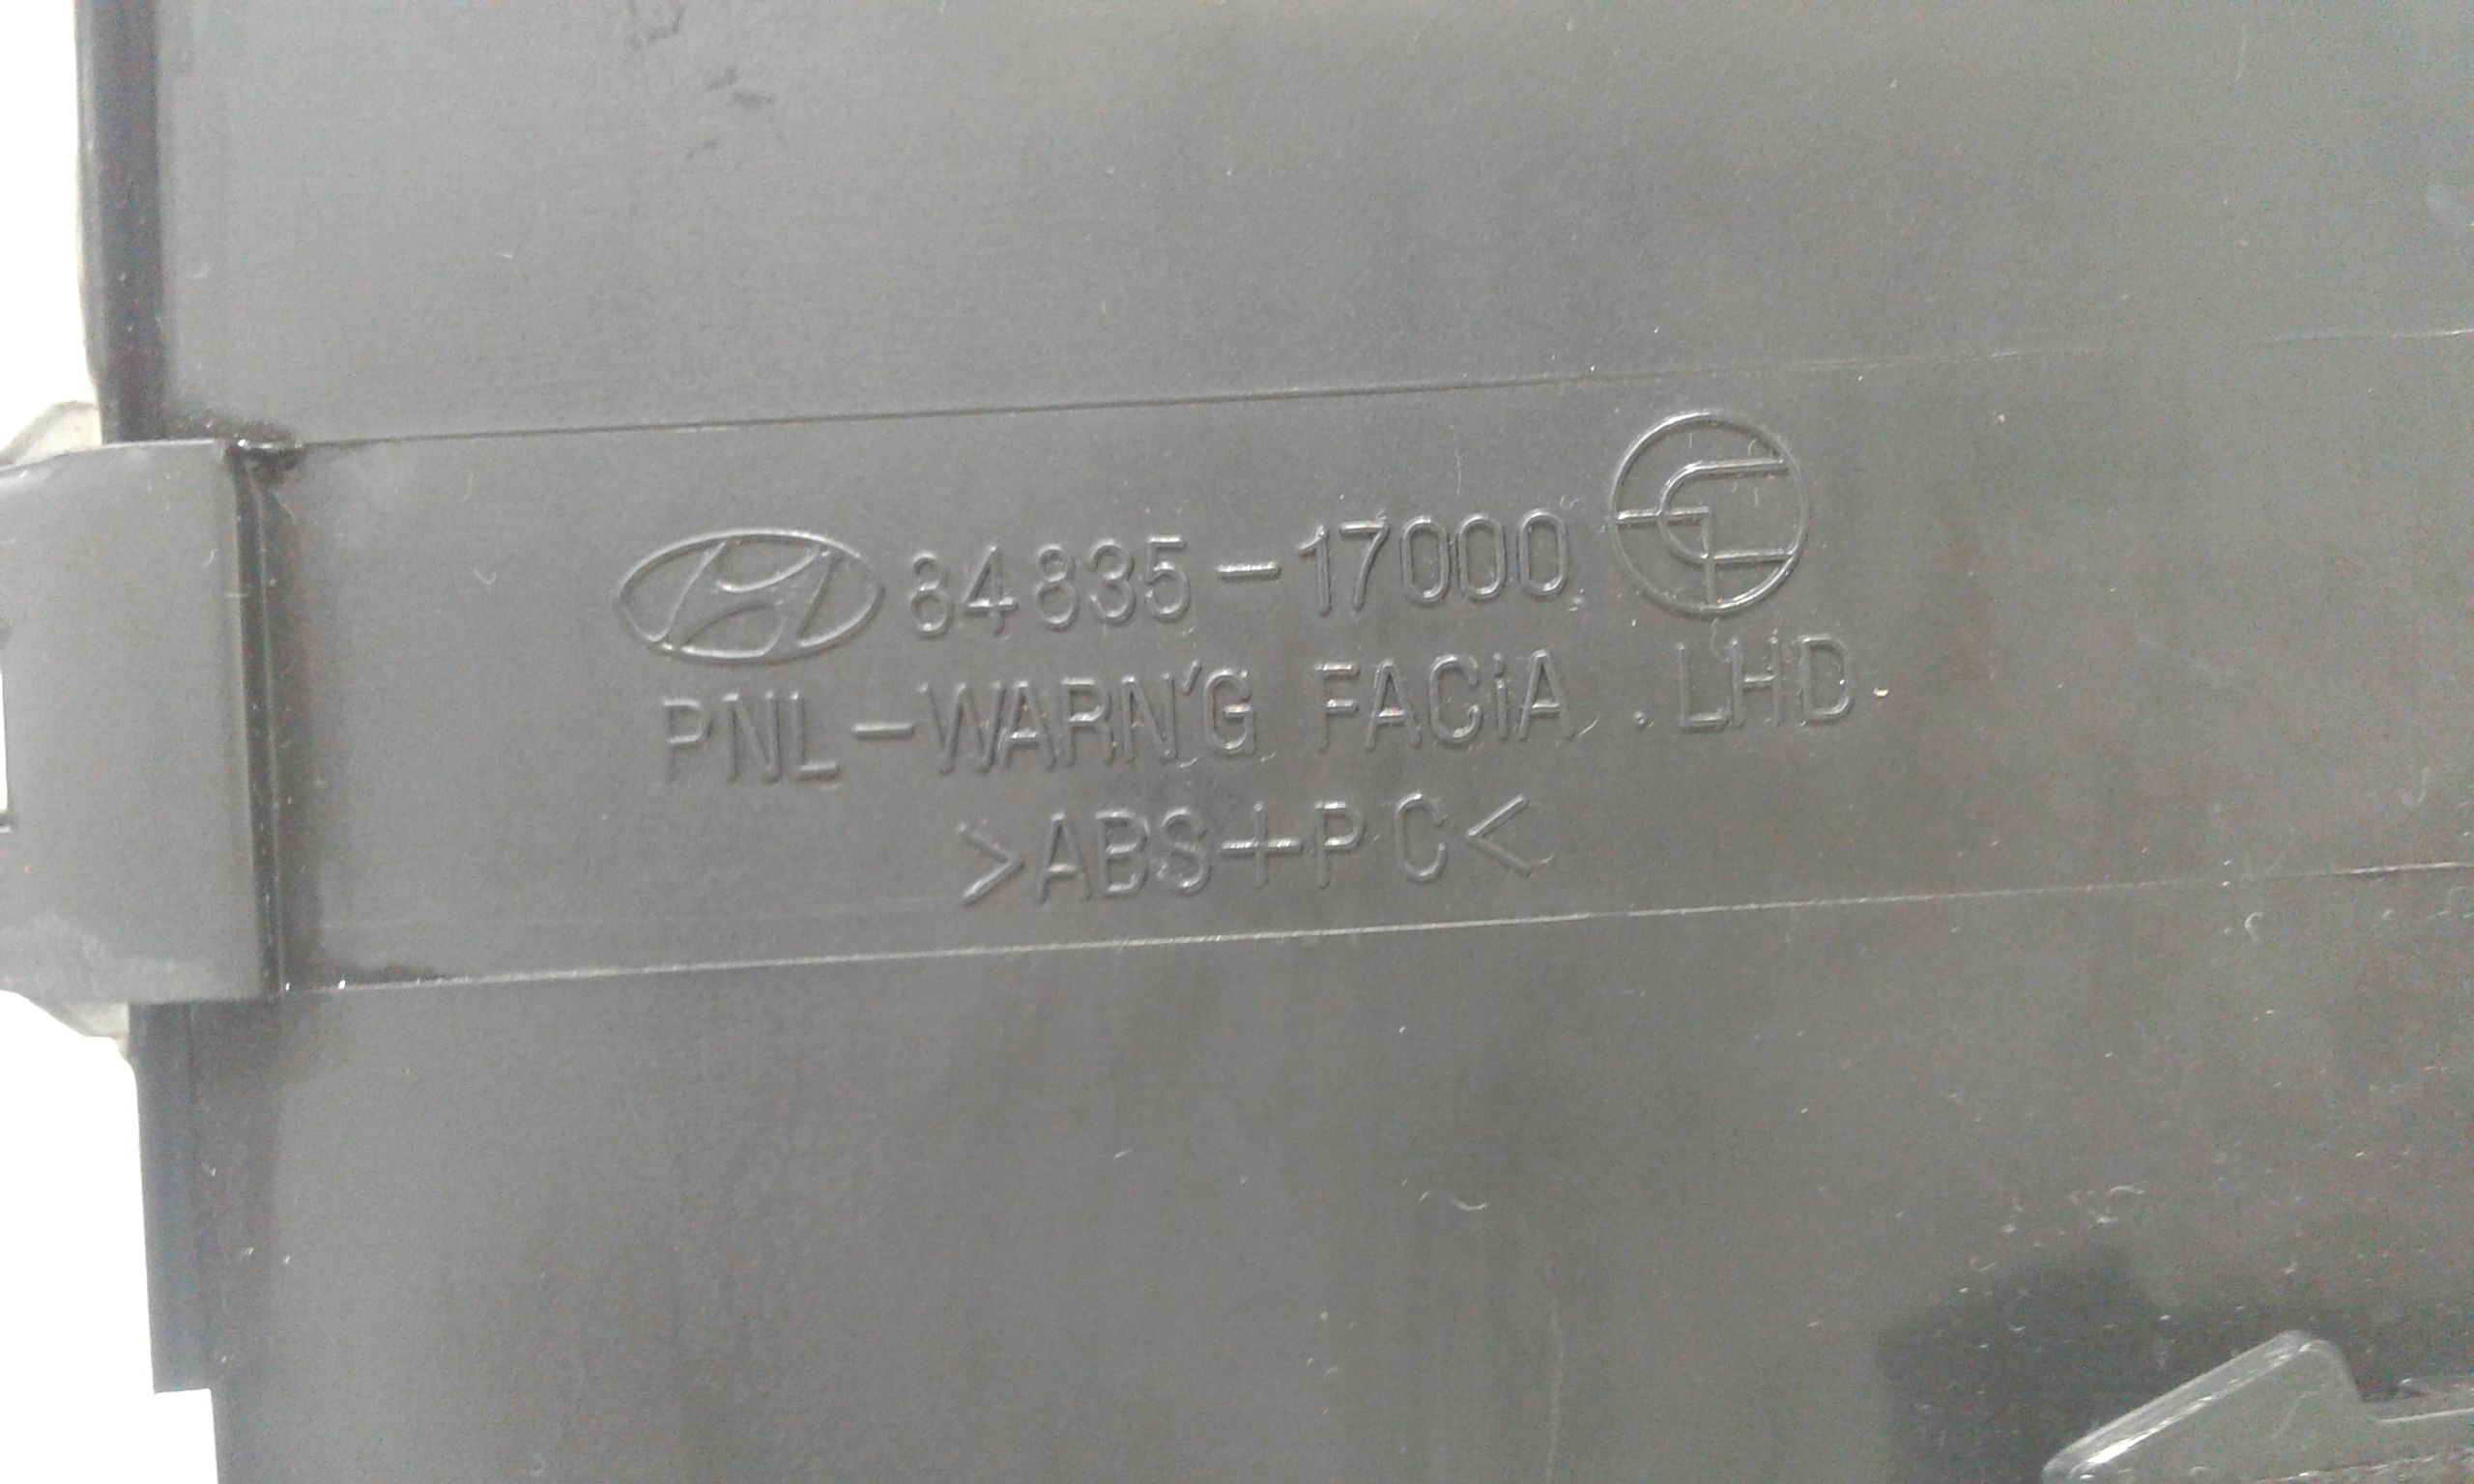 84835-17000
PNL-WARN'G FACiA . LHD
>ABS+PC<